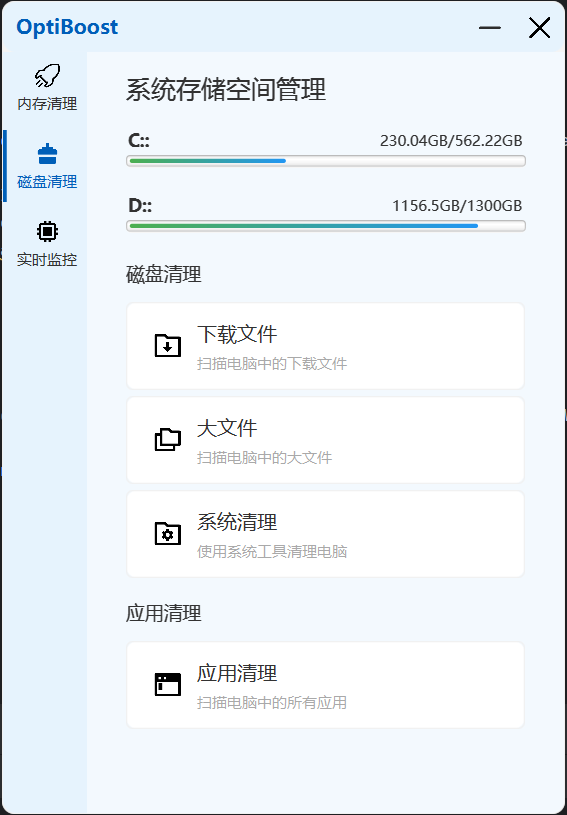 OptiBoost
内存清理
磁盘清理
实时监控
系统存储空间管理
C:: 230.04GB/562.22GB
D:: 1156.5GB/1300GB
磁盘清理
下载文件
扫描电脑中的下载文件
大文件
扫描电脑中的大文件
系统清理
使用系统工具清理电脑
应用清理
应用清理
扫描电脑中的所有应用